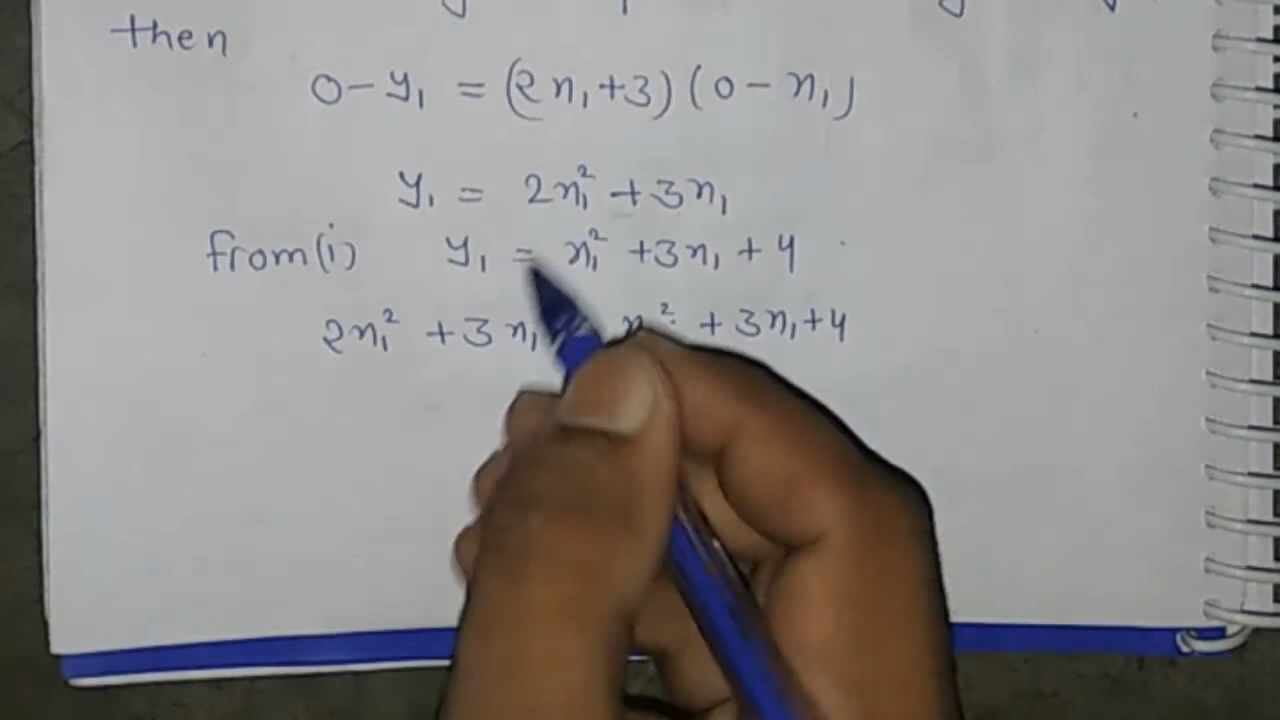 then
0 - y₁ = (2x₁+3)(0 - x₁)
y₁ = 2x₁² + 3x₁
from(i) y₁ = x₁² + 3x₁ + 4
2x₁² + 3x₁ x₁² + 3x₁+4